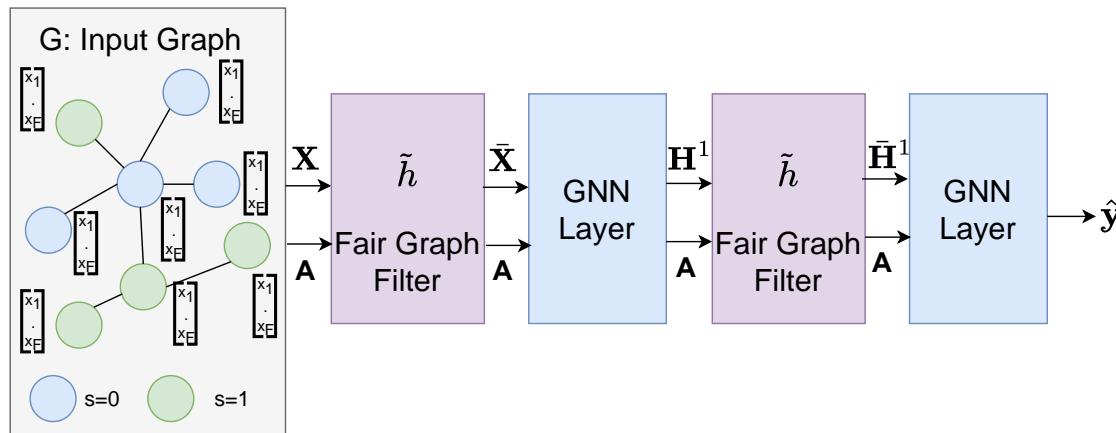 G: Input Graph
x1
.
xF
x1
.
xF
x1
.
xF
x1
.
xF
x1
.
xF
x1
.
xF
x1
.
xF
x1
.
xF
s=0
s=1
X
A
h̃
Fair Graph
Filter
X̄
A
GNN
Layer
H¹
A
h̃
Fair Graph
Filter
H̄¹
A
GNN
Layer
ŷ